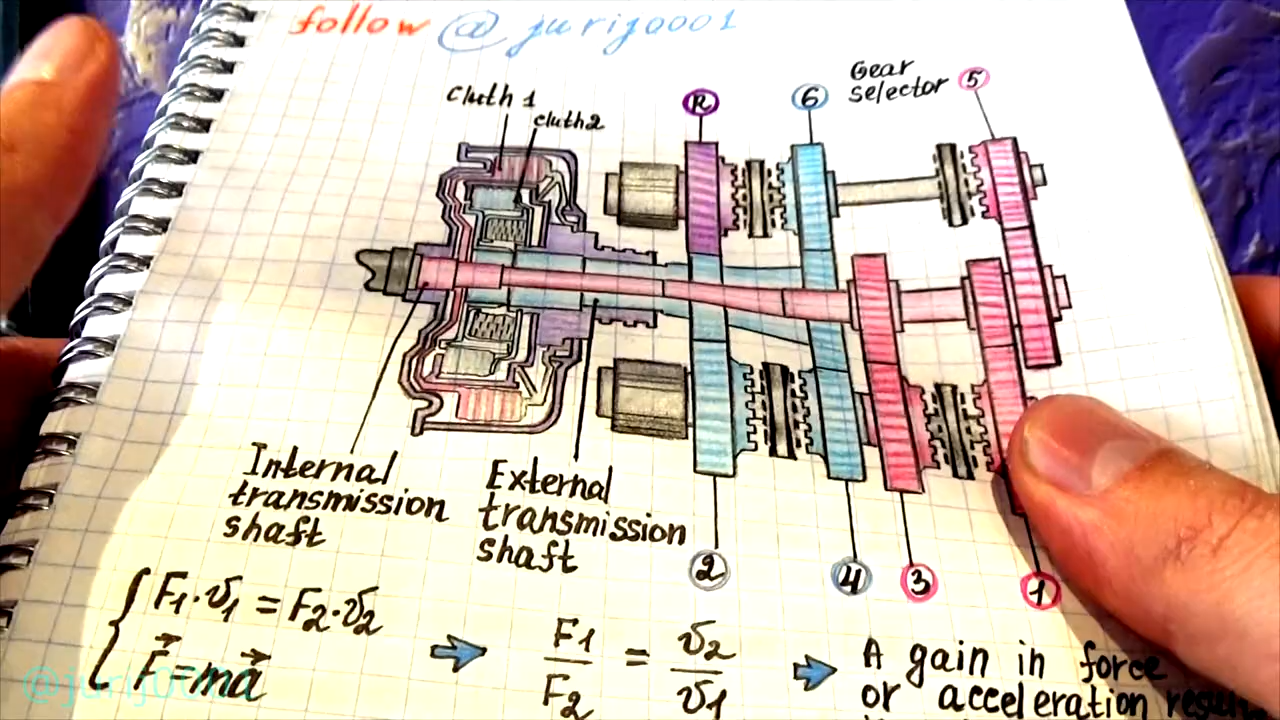 follow @jurij0001
Cluth 1
cluth2
R
6
Gear
selector
5
Internal
transmission
shaft
External
transmission
shaft
2
4
3
1
F1·v1 = F2·v2
F=ma
F1/F2 = v2/v1
A gain in force
or acceleration